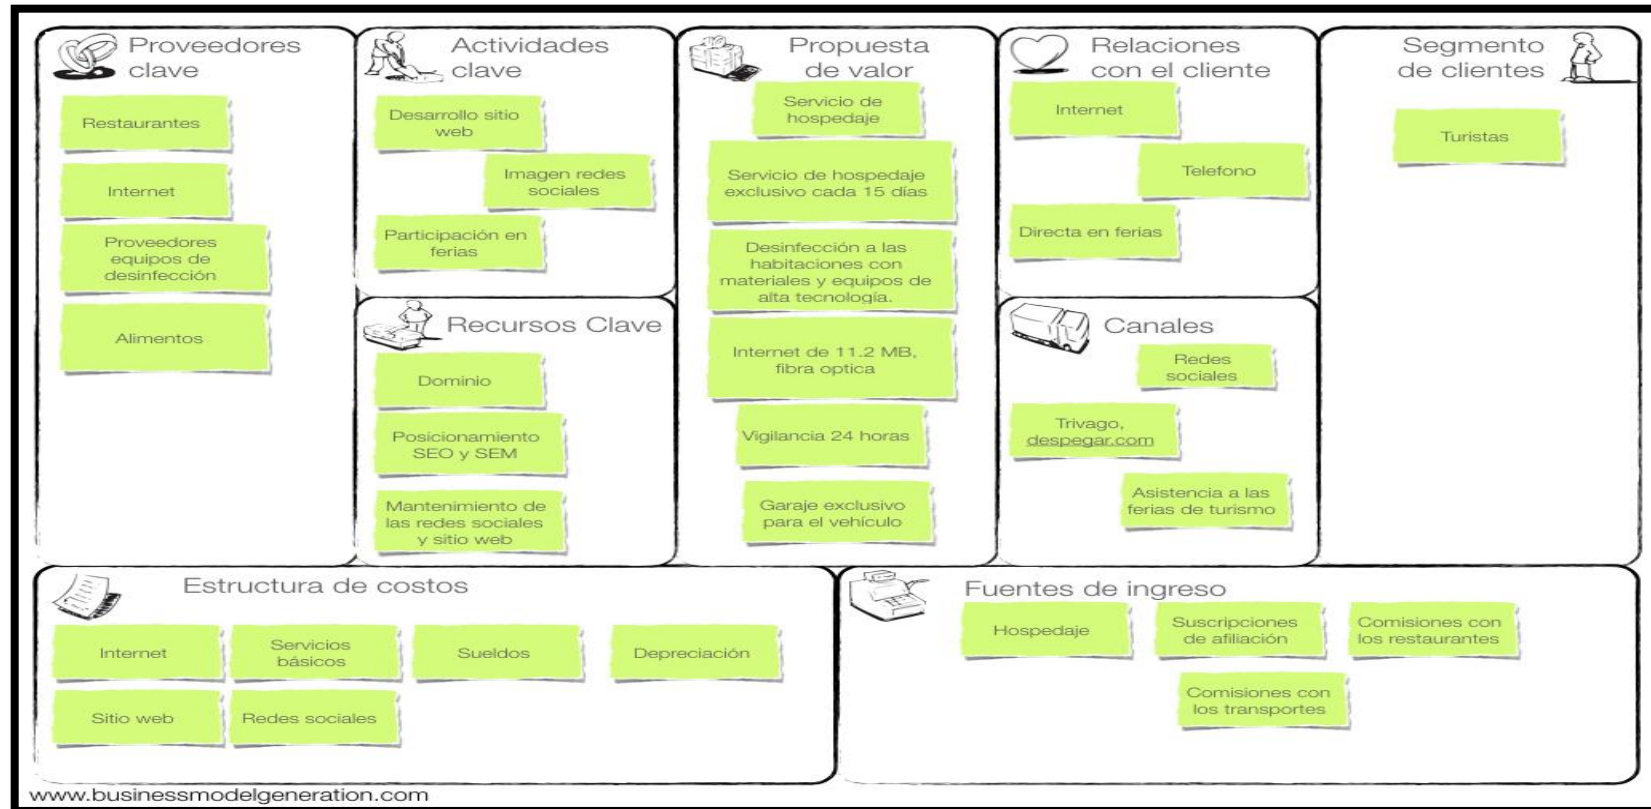 Proveedores
clave
Restaurantes
Internet
Proveedores
equipos de
desinfección
Alimentos
Actividades
clave
Desarrollo sitio
web
Imagen redes
sociales
Participación en
ferias
Recursos Clave
Dominio
Posicionamiento
SEO y SEM
Mantenimiento de
las redes sociales
y sitio web
Propuesta
de valor
Servicio de
hospedaje
Servicio de hospedaje
exclusivo cada 15 días
Desinfección a las
habitaciones con
materiales y equipos de
alta tecnología.
Internet de 11.2 MB,
fibra optica
Vigilancia 24 horas
Garaje exclusivo
para el vehículo
Relaciones
con el cliente
Internet
Telefono
Directa en ferias
Canales
Redes
sociales
Trivago,
despegar.com
Asistencia a las
ferias de turismo
Segmento
de clientes
Turistas
Estructura de costos
Internet
Servicios
básicos
Sueldos
Depreciación
Sitio web
Redes sociales
Fuentes de ingreso
Hospedaje
Suscripciones
de afiliación
Comisiones con
los restaurantes
Comisiones con
los transportes
www.businessmodelgeneration.com